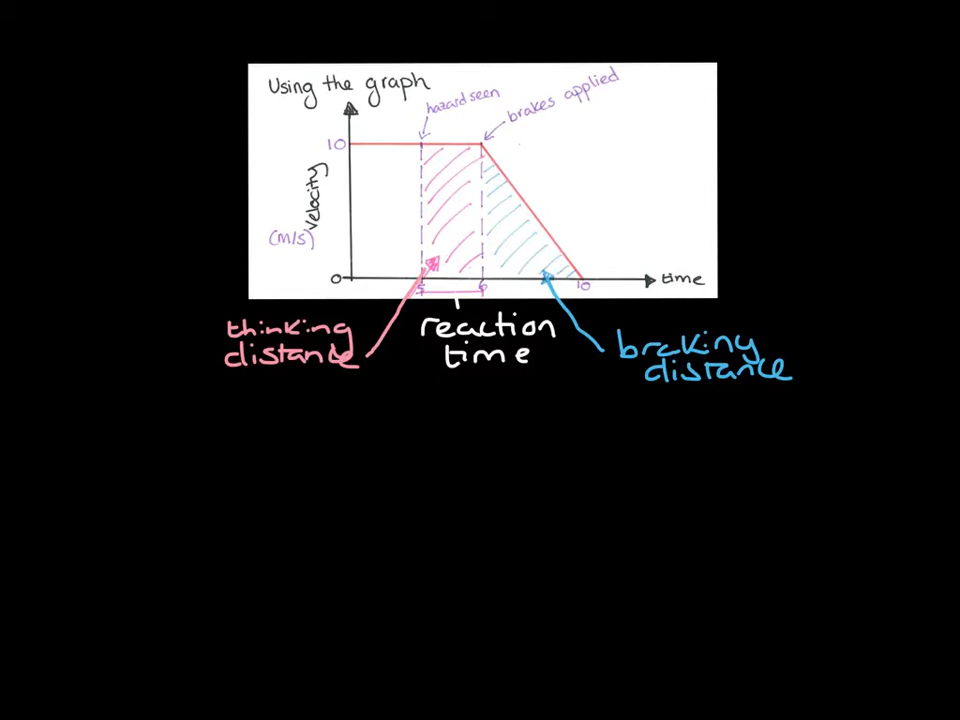 Using the graph
hazard seen
brakes applied
10
velocity
(m/s)
0
5
6
10
time
thinking
distance
reaction
time
braking
distance